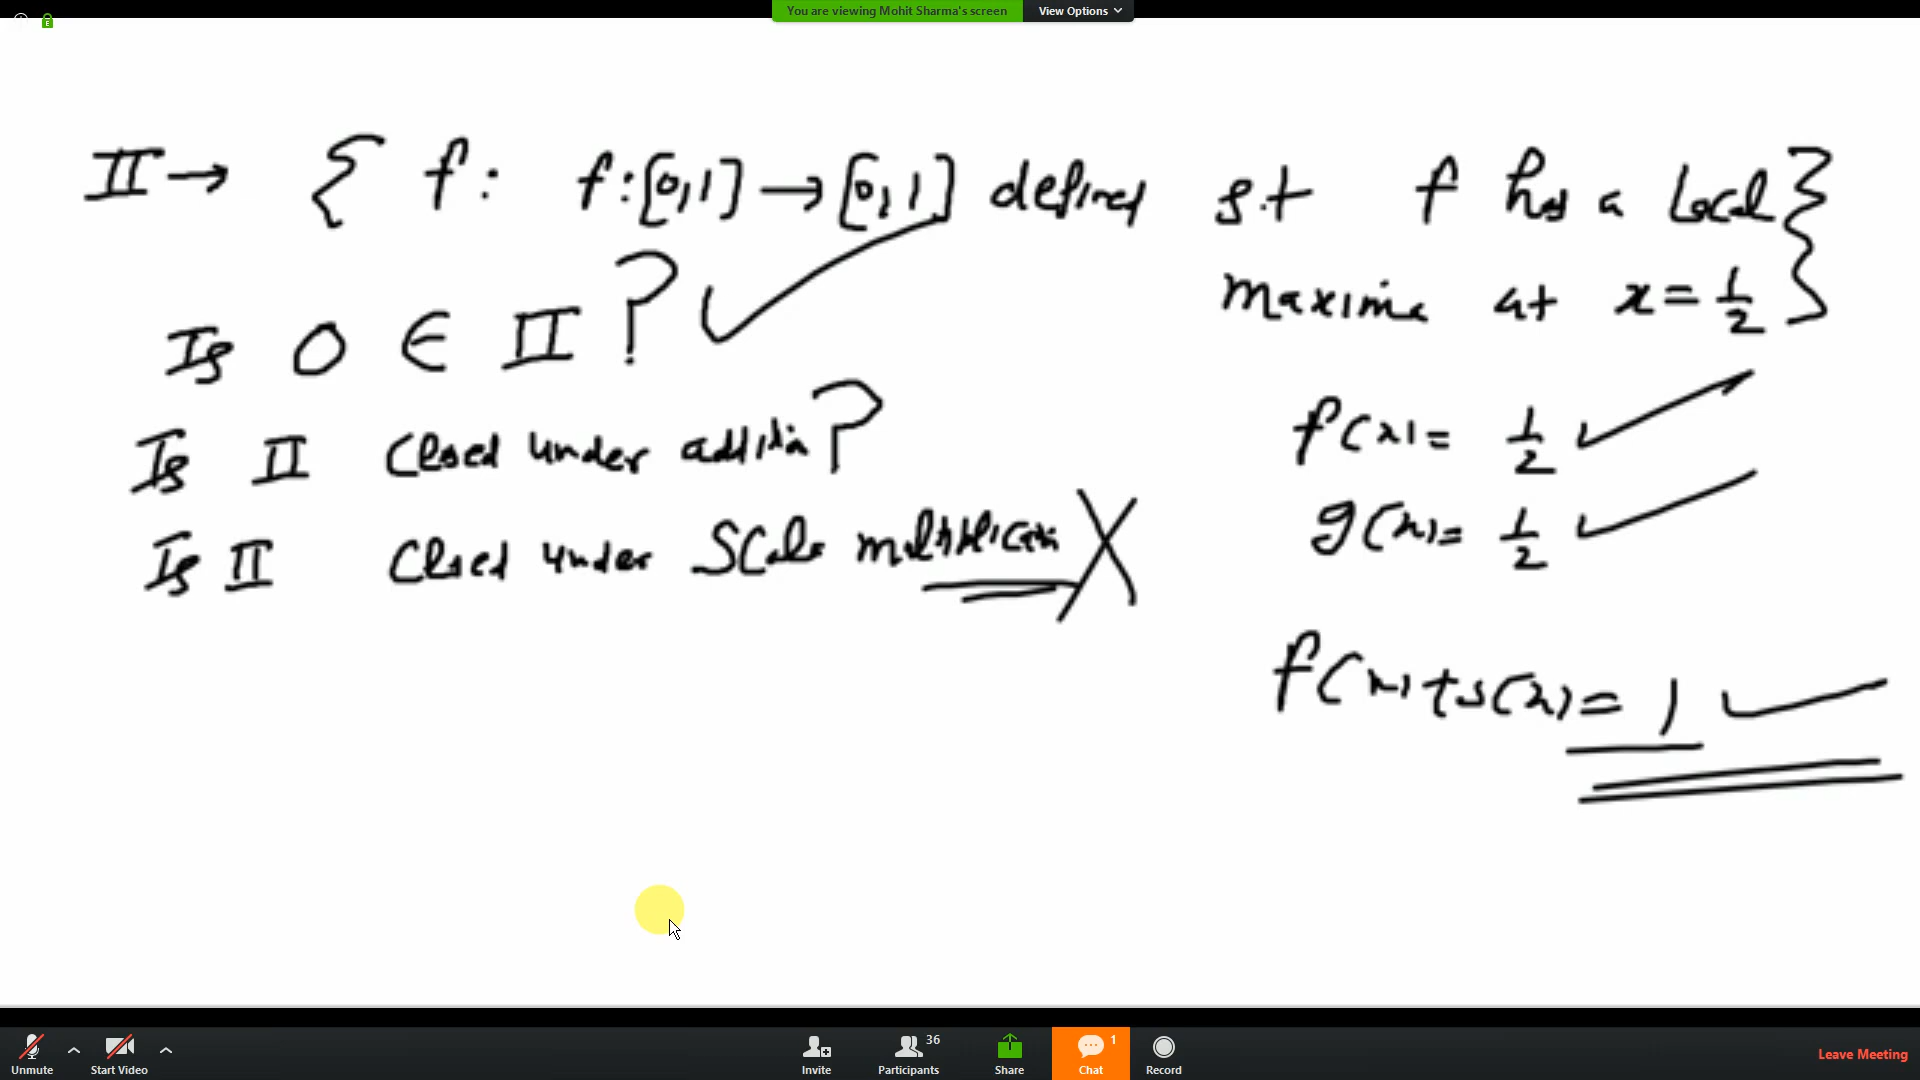 You are viewing Mohit Sharma's screen View Options
II → { f : f : [0,1] → [0,1] defined s.t f has a local
maxima at x = 1/2 }
Is 0 ∈ II ? ✓
f(x) = 1/2 ✓
Is II Closed under addition ?
g(x) = 1/2 ✓
Is II Closed under Scalar multiplication X
f(x) + g(x) = 1 ✓
Unmute Start Video Invite Participants 36 Share Chat 1 Record Leave Meeting